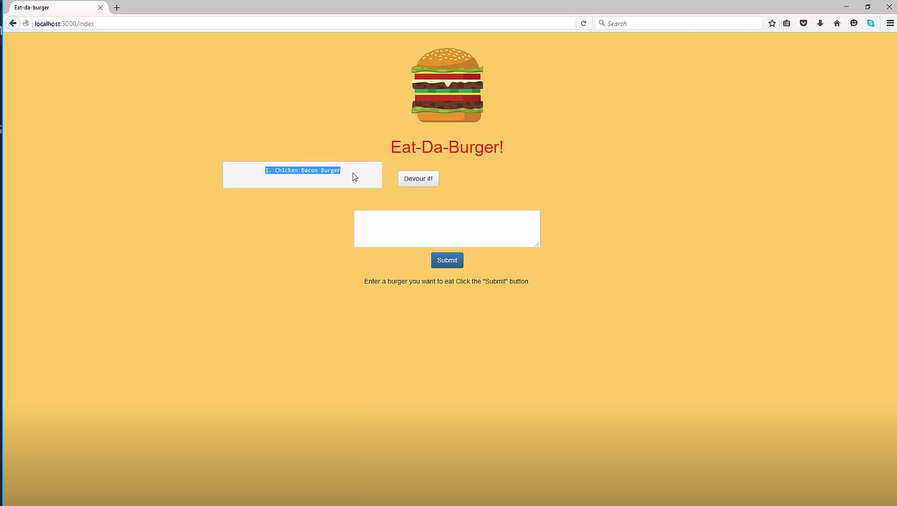 Eat-da-burger
localhost:3000/index
Search
Eat-Da-Burger!
1. Chicken Bacon Burger
Devour it!
Submit
Enter a burger you want to eat Click the "Submit" button